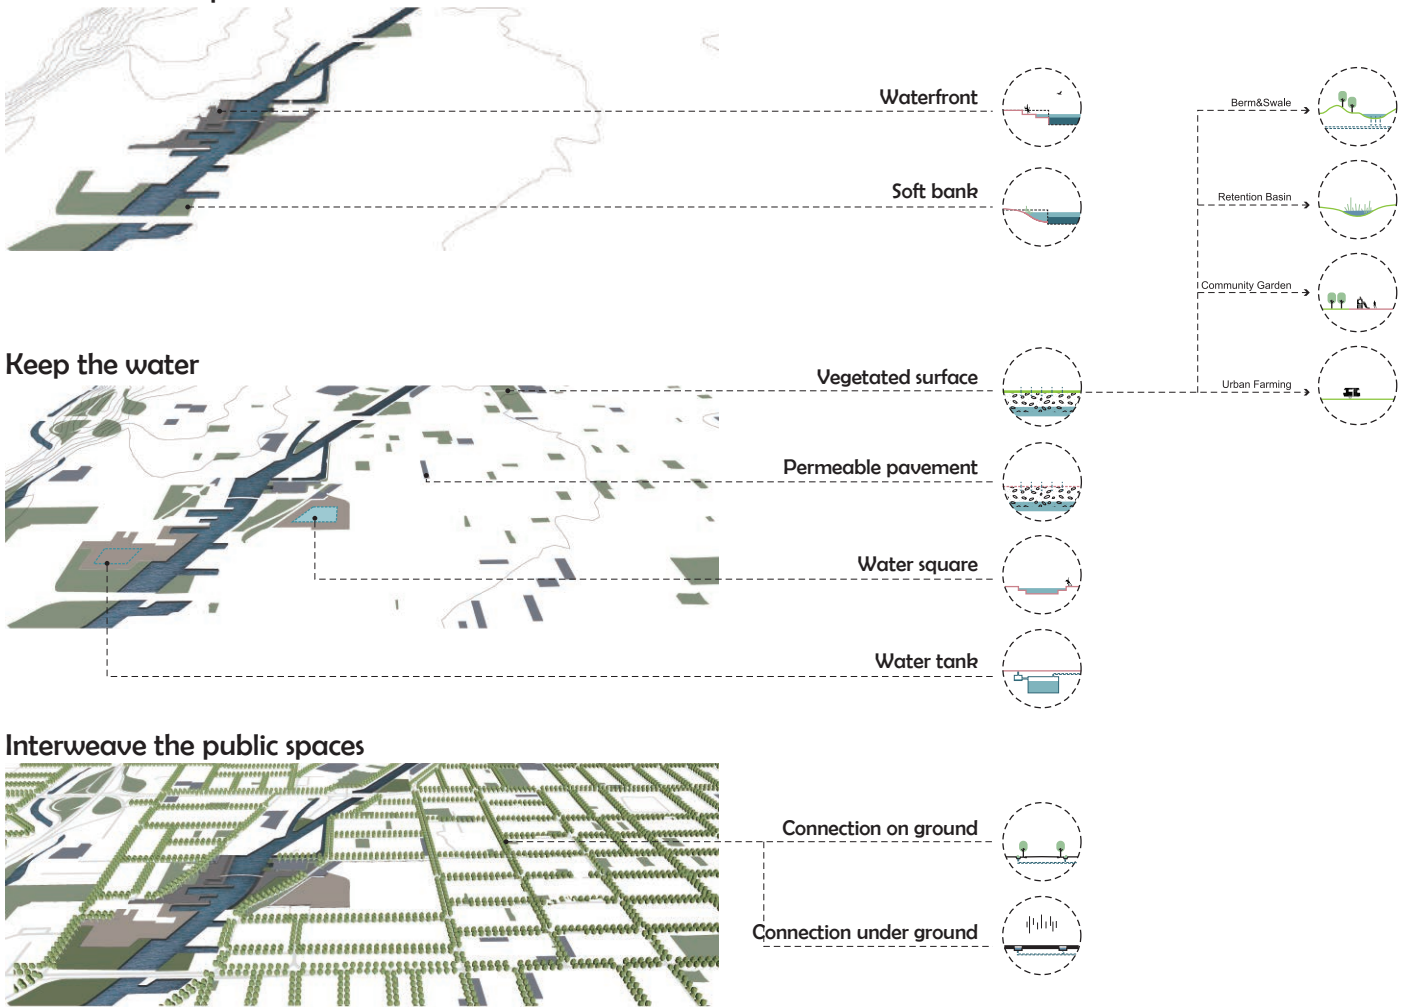 Waterfront
Berm&Swale
Soft bank
Retention Basin
Community Garden
Keep the water
Vegetated surface
Urban Farming
Permeable pavement
Water square
Water tank
Interweave the public spaces
Connection on ground
Connection under ground